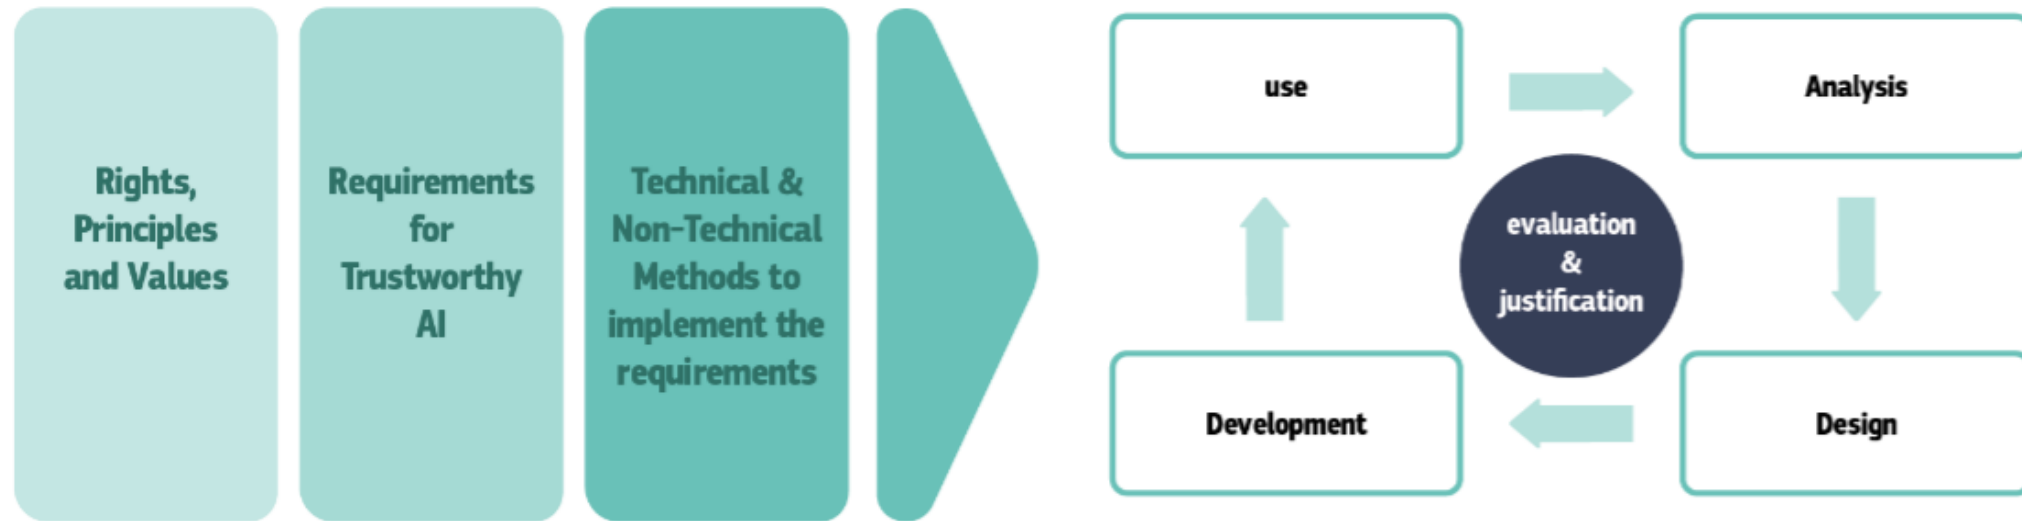 Rights,
Principles
and Values
Requirements
for
Trustworthy
AI
Technical &
Non-Technical
Methods to
implement the
requirements
use
Analysis
evaluation
&
justification
Development
Design